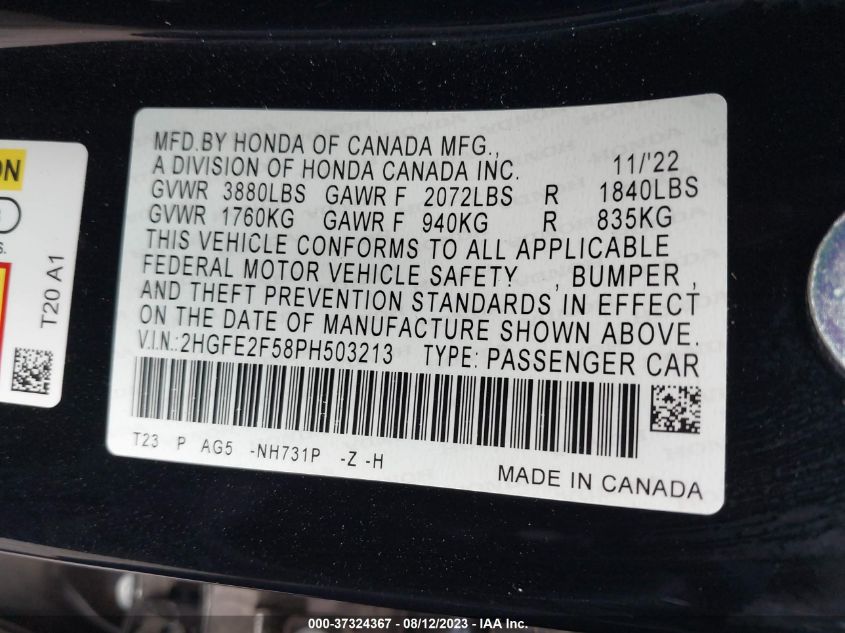 MFD.BY HONDA OF CANADA MFG.,
A DIVISION OF HONDA CANADA INC. 11/'22
GVWR 3880LBS GAWR F 2072LBS R 1840LBS
GVWR 1760KG GAWR F 940KG R 835KG
THIS VEHICLE CONFORMS TO ALL APPLICABLE
FEDERAL MOTOR VEHICLE SAFETY , BUMPER ,
AND THEFT PREVENTION STANDARDS IN EFFECT
ON THE DATE OF MANUFACTURE SHOWN ABOVE.
V.I.N.:2HGFE2F58PH503213 TYPE: PASSENGER CAR
T23 P AG5 -NH731P -Z -H
MADE IN CANADA
T20 A1
000-37324367 - 08/12/2023 - IAA Inc.